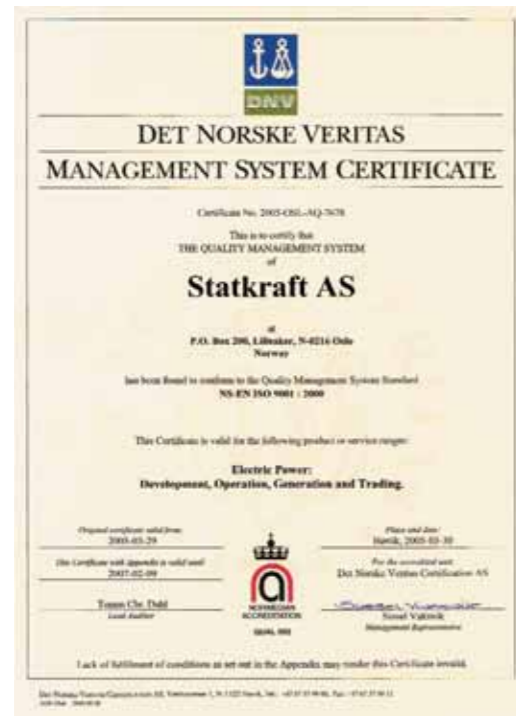 DNV
DET NORSKE VERITAS
MANAGEMENT SYSTEM CERTIFICATE
Certificate No. 2005-OSL-AQ-7678
This is to certify that
THE QUALITY MANAGEMENT SYSTEM
of
Statkraft AS
at
P.O. Box 200, Lilleaker, N-0216 Oslo
Norway
has been found to conform to the Quality Management System Standard
NS-EN ISO 9001 : 2000
This Certificate is valid for the following product or service ranges:
Electric Power:
Development, Operation, Generation and Trading.
Original certificate valid from:
2005-03-29
Place and date:
Høvik, 2005-03-30
This Certificate with Appendix is valid until
2007-02-09
for the accredited unit:
Det Norske Veritas Certification AS
NORWEGIAN
ACCREDITATION
Dahl
Lead Auditor
Management Representative
Lack of fulfilment of conditions as set out in the Appendix may render this Certificate invalid.